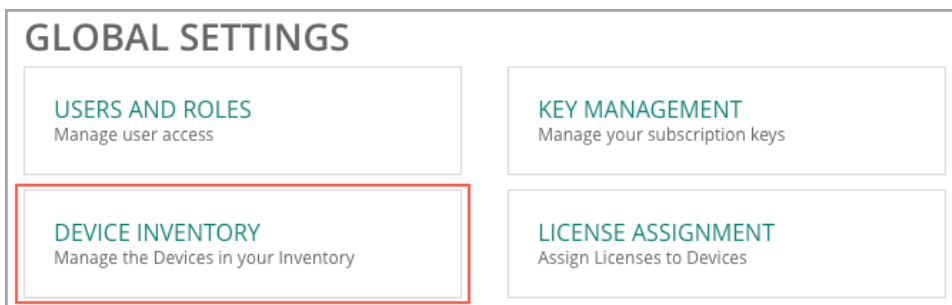 GLOBAL SETTINGS
USERS AND ROLES
Manage user access
KEY MANAGEMENT
Manage your subscription keys
DEVICE INVENTORY
Manage the Devices in your Inventory
LICENSE ASSIGNMENT
Assign Licenses to Devices